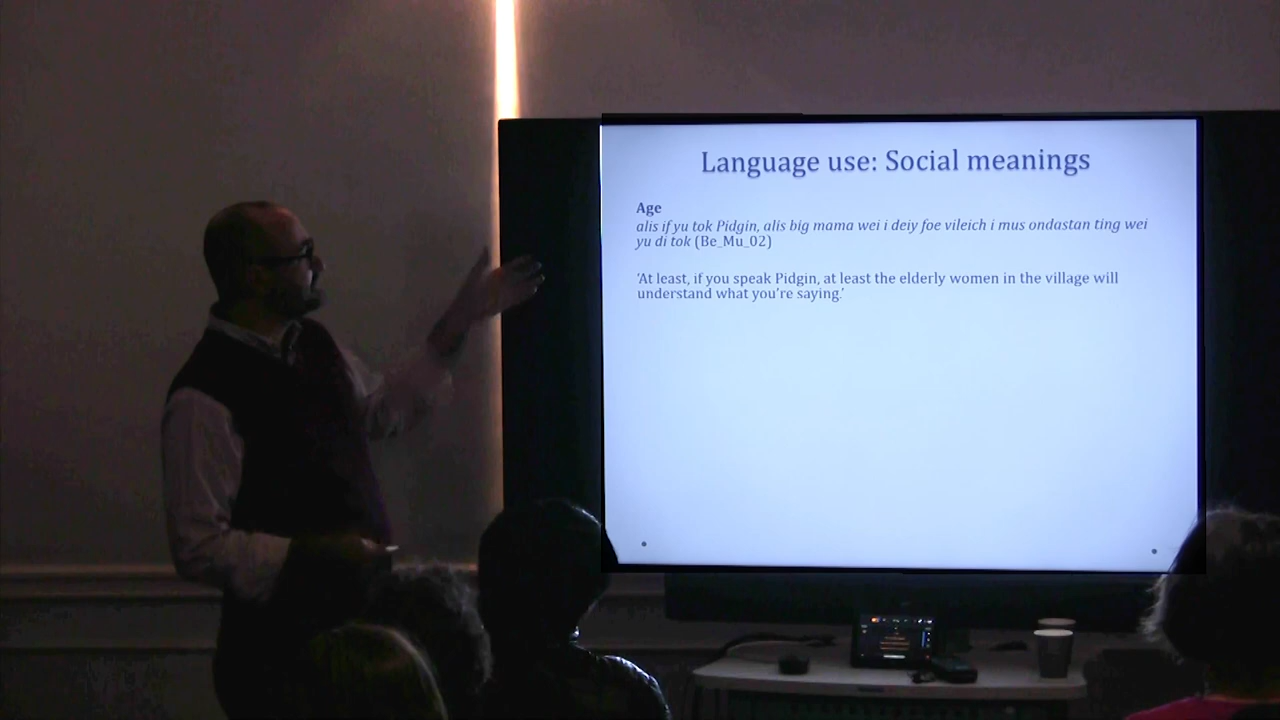 Language use: Social meanings
Age
alis if yu tok Pidgin, alis big mama wei i deiy foe vileich i mus ondastan ting wei
yu di tok (Be_Mu_02)
‘At least, if you speak Pidgin, at least the elderly women in the village will
understand what you’re saying.’